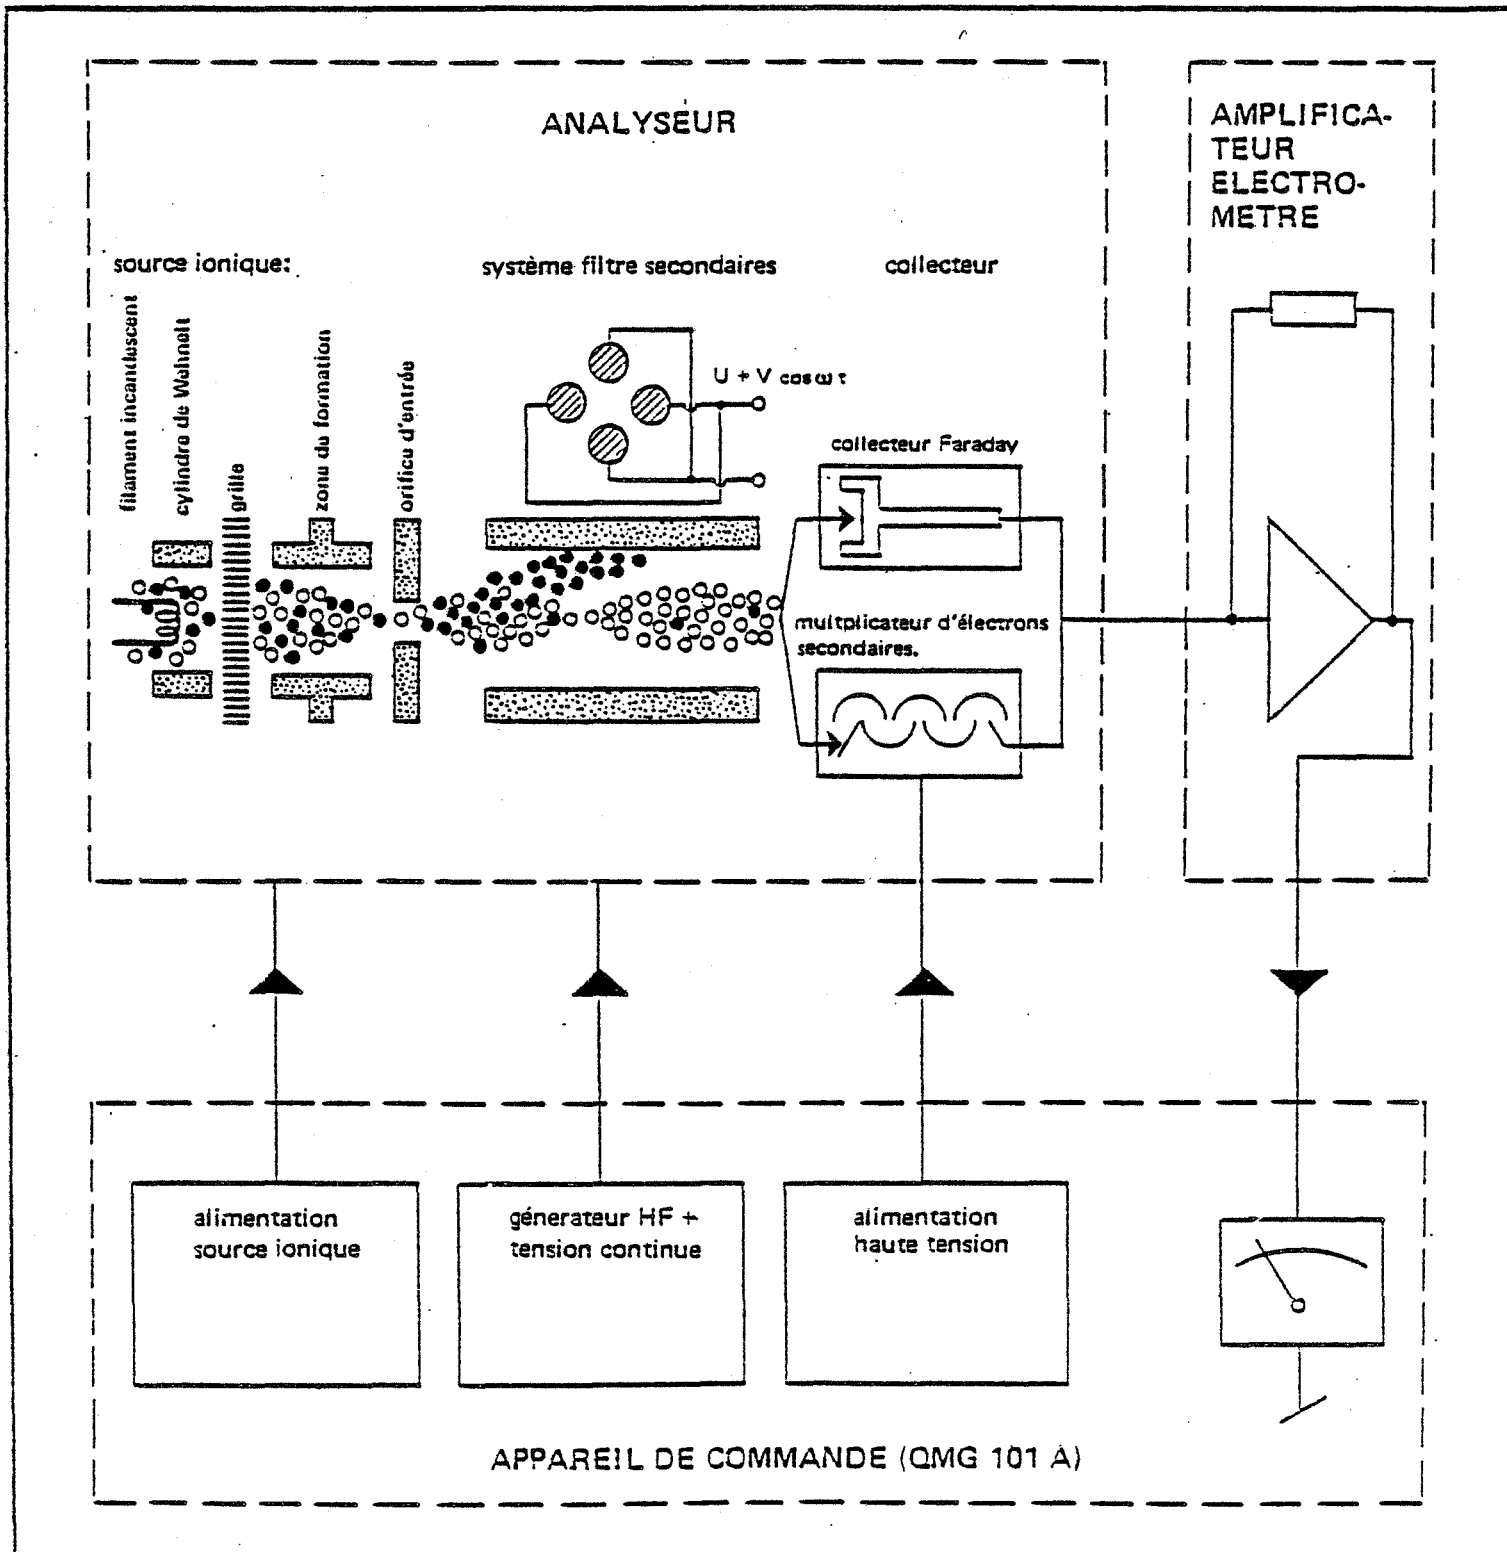 ANALYSEUR
AMPLIFICA-
TEUR
ELECTRO-
METRE
source ionique:
système filtre secondaires
collecteur
filament incandescent
cylindre de Wehnelt
grille
zone de formation
orifice d'entrée
U + V cos ω t
collecteur Faraday
multplicateur d'électrons
secondaires.
alimentation
source ionique
génerateur HF +
tension continue
alimentation
haute tension
APPAREIL DE COMMANDE (QMG 101 A)